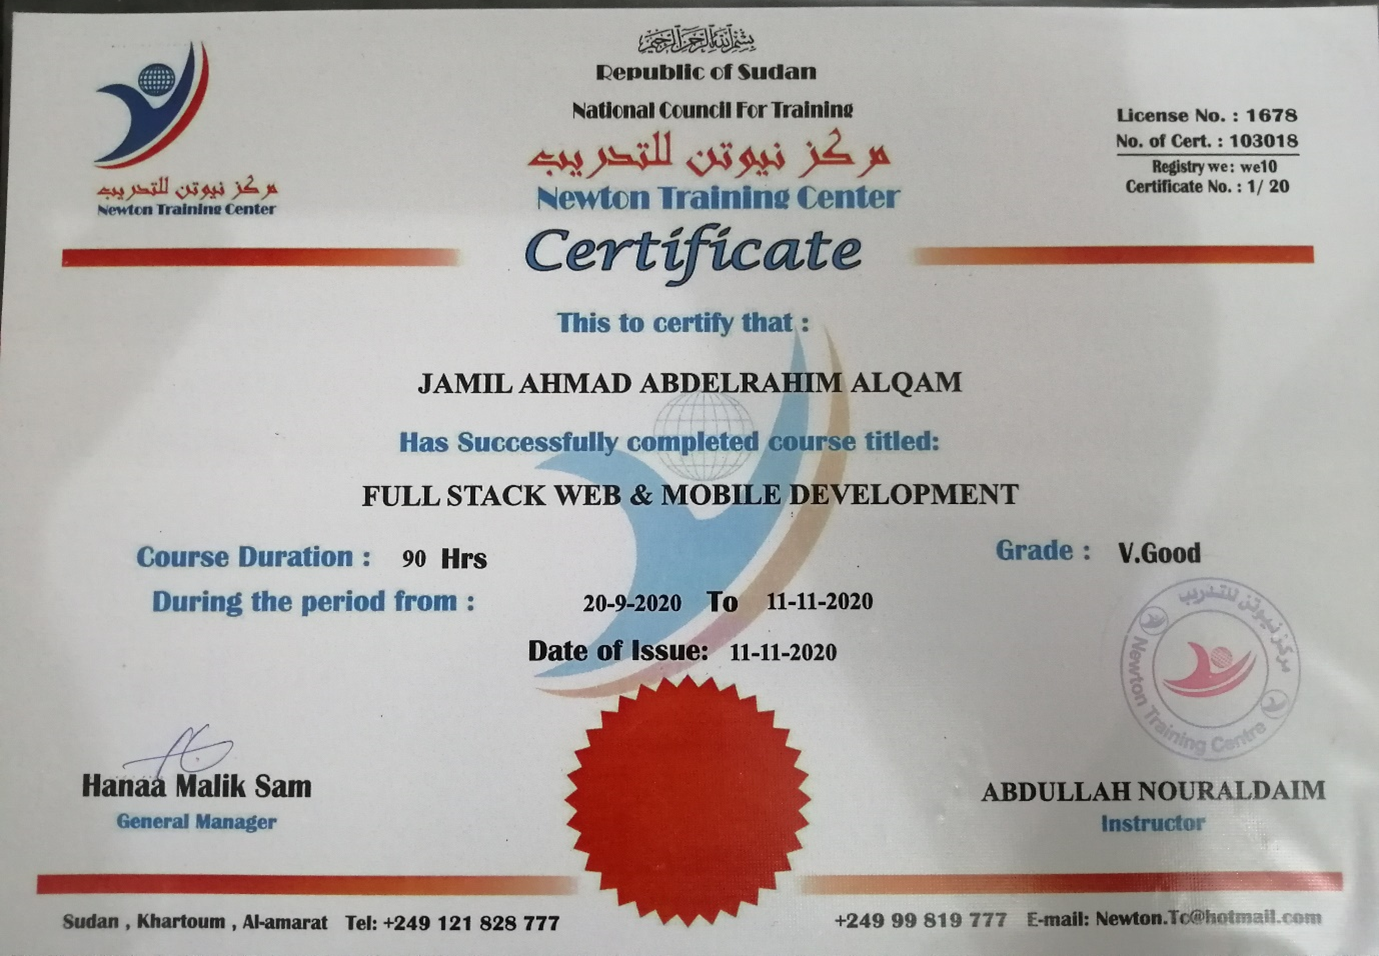 بسم الله الرحمن الرحيم
Republic of Sudan
National Council For Training
مركز نيوتن للتدريب
Newton Training Center
مركز نيوتن للتدريب
Newton Training Center
License No. : 1678
No. of Cert. : 103018
Registry we: we10
Certificate No. : 1/ 20
Certificate
This to certify that :
JAMIL AHMAD ABDELRAHIM ALQAM
Has Successfully completed course titled:
FULL STACK WEB & MOBILE DEVELOPMENT
Course Duration : 90 Hrs
Grade : V.Good
During the period from : 20-9-2020 To 11-11-2020
Date of Issue: 11-11-2020
مركز نيوتن للتدريب
Newton Training Centre
Hanaa Malik Sam
General Manager
ABDULLAH NOURALDAIM
Instructor
Sudan , Khartoum , Al-amarat Tel: +249 121 828 777
+249 99 819 777 E-mail: Newton.Tc@hotmail.com